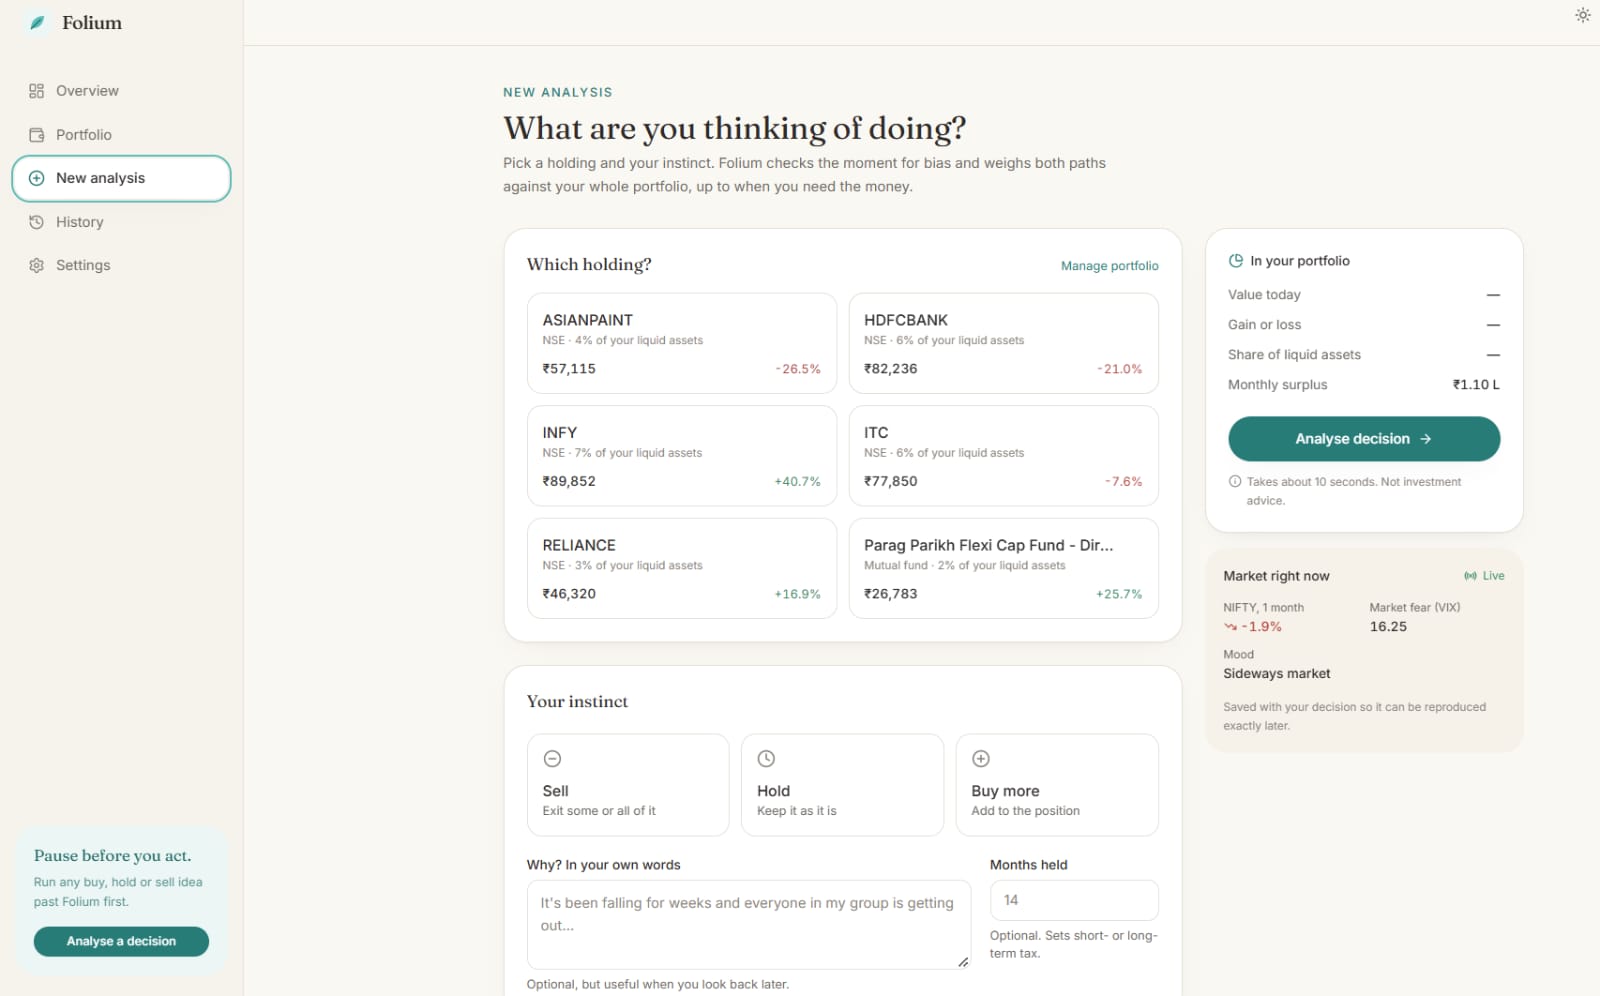 Folium
Overview
Portfolio
New analysis
History
Settings
Pause before you act.
Run any buy, hold or sell idea
past Folium first.
Analyse a decision
NEW ANALYSIS
What are you thinking of doing?
Pick a holding and your instinct. Folium checks the moment for bias and weighs both paths
against your whole portfolio, up to when you need the money.
Which holding?
Manage portfolio
ASIANPAINT
NSE · 4% of your liquid assets
₹57,115 -26.5%
HDFCBANK
NSE · 6% of your liquid assets
₹82,236 -21.0%
INFY
NSE · 7% of your liquid assets
₹89,852 +40.7%
ITC
NSE · 6% of your liquid assets
₹77,850 -7.6%
RELIANCE
NSE · 3% of your liquid assets
₹46,320 +16.9%
Parag Parikh Flexi Cap Fund - Dir...
Mutual fund · 2% of your liquid assets
₹26,783 +25.7%
Your instinct
Sell
Exit some or all of it
Hold
Keep it as it is
Buy more
Add to the position
Why? In your own words
It's been falling for weeks and everyone in my group is getting
out...
Optional, but useful when you look back later.
Months held
14
Optional. Sets short- or long-
term tax.
In your portfolio
Value today —
Gain or loss —
Share of liquid assets —
Monthly surplus ₹1.10 L
Analyse decision →
Takes about 10 seconds. Not investment
advice.
Market right now
Live
NIFTY, 1 month
-1.9%
Market fear (VIX)
16.25
Mood
Sideways market
Saved with your decision so it can be reproduced
exactly later.